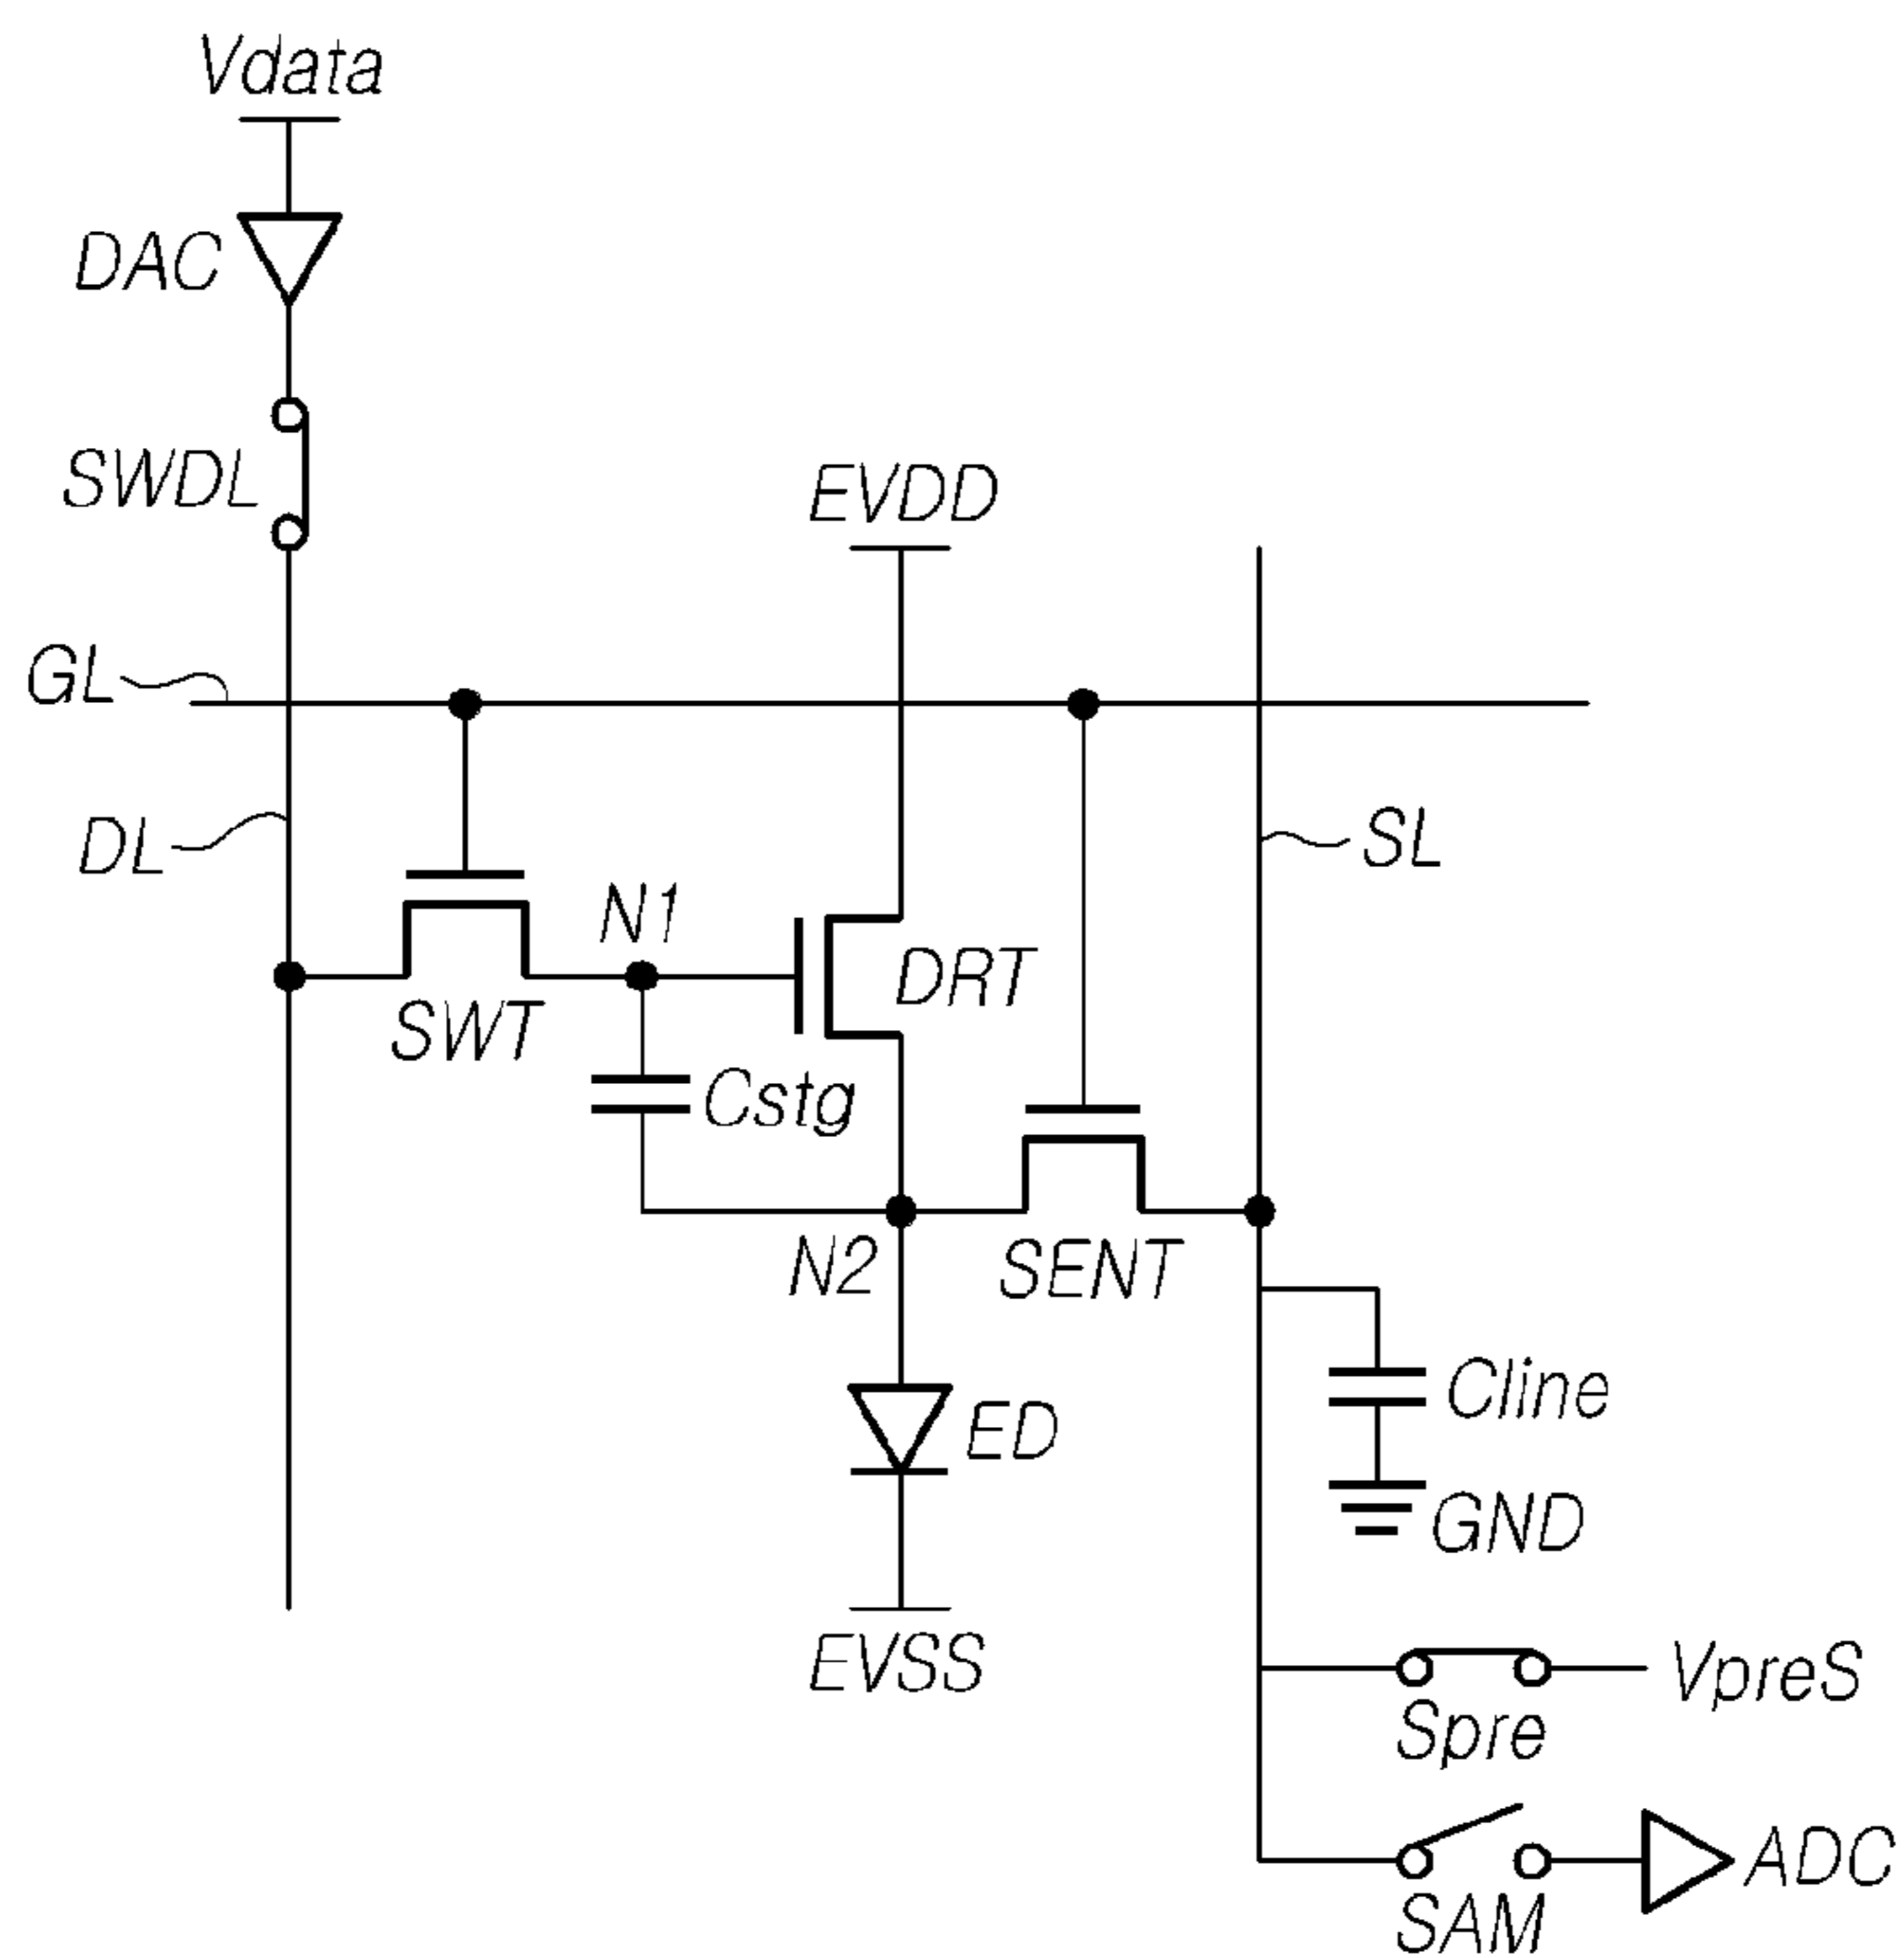 Vdata
DAC
SWDL
EVDD
GL
DL
SL
N1
DRT
SWT
Cstg
N2
SENT
Cline
ED
GND
EVSS
VpreS
Spre
ADC
SAM